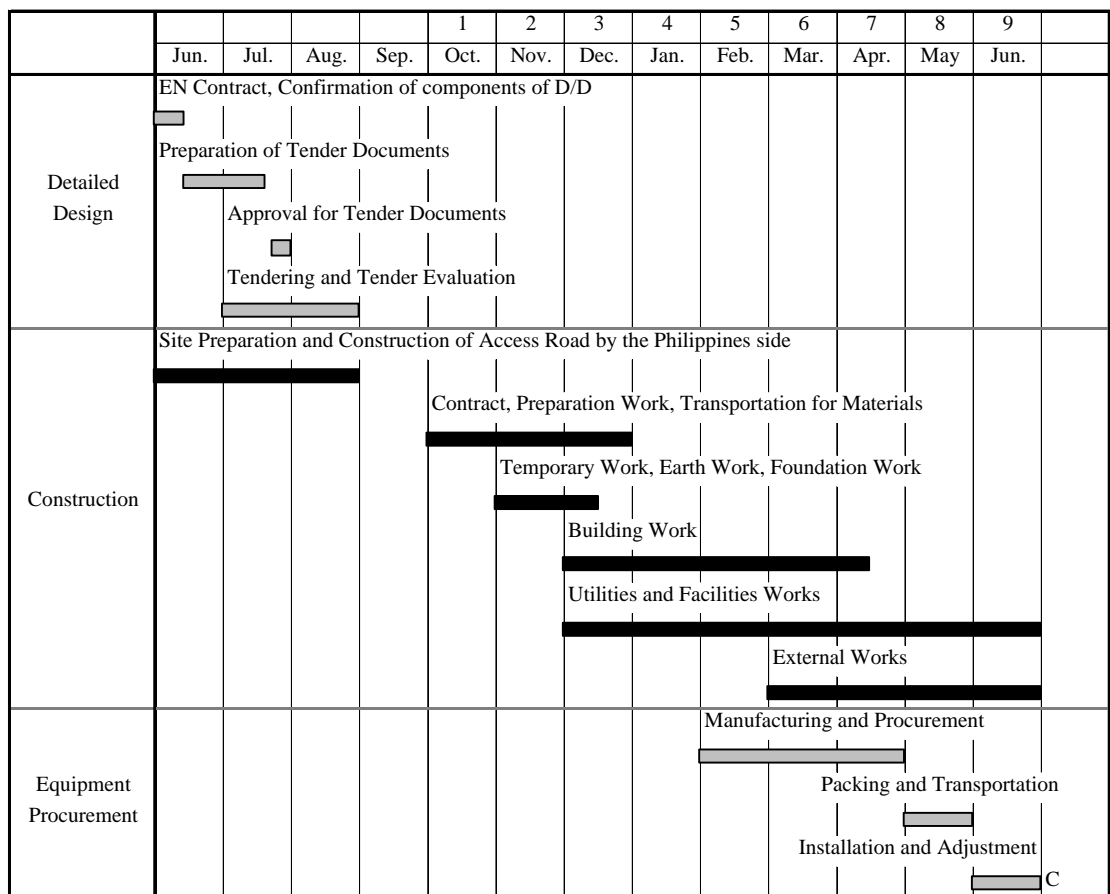 1 2 3 4 5 6 7 8 9
Jun. Jul. Aug. Sep. Oct. Nov. Dec. Jan. Feb. Mar. Apr. May Jun.
Detailed
Design
EN Contract, Confirmation of components of D/D
Preparation of Tender Documents
Approval for Tender Documents
Tendering and Tender Evaluation
Construction
Site Preparation and Construction of Access Road by the Philippines side
Contract, Preparation Work, Transportation for Materials
Temporary Work, Earth Work, Foundation Work
Building Work
Utilities and Facilities Works
External Works
Equipment
Procurement
Manufacturing and Procurement
Packing and Transportation
Installation and Adjustment
C